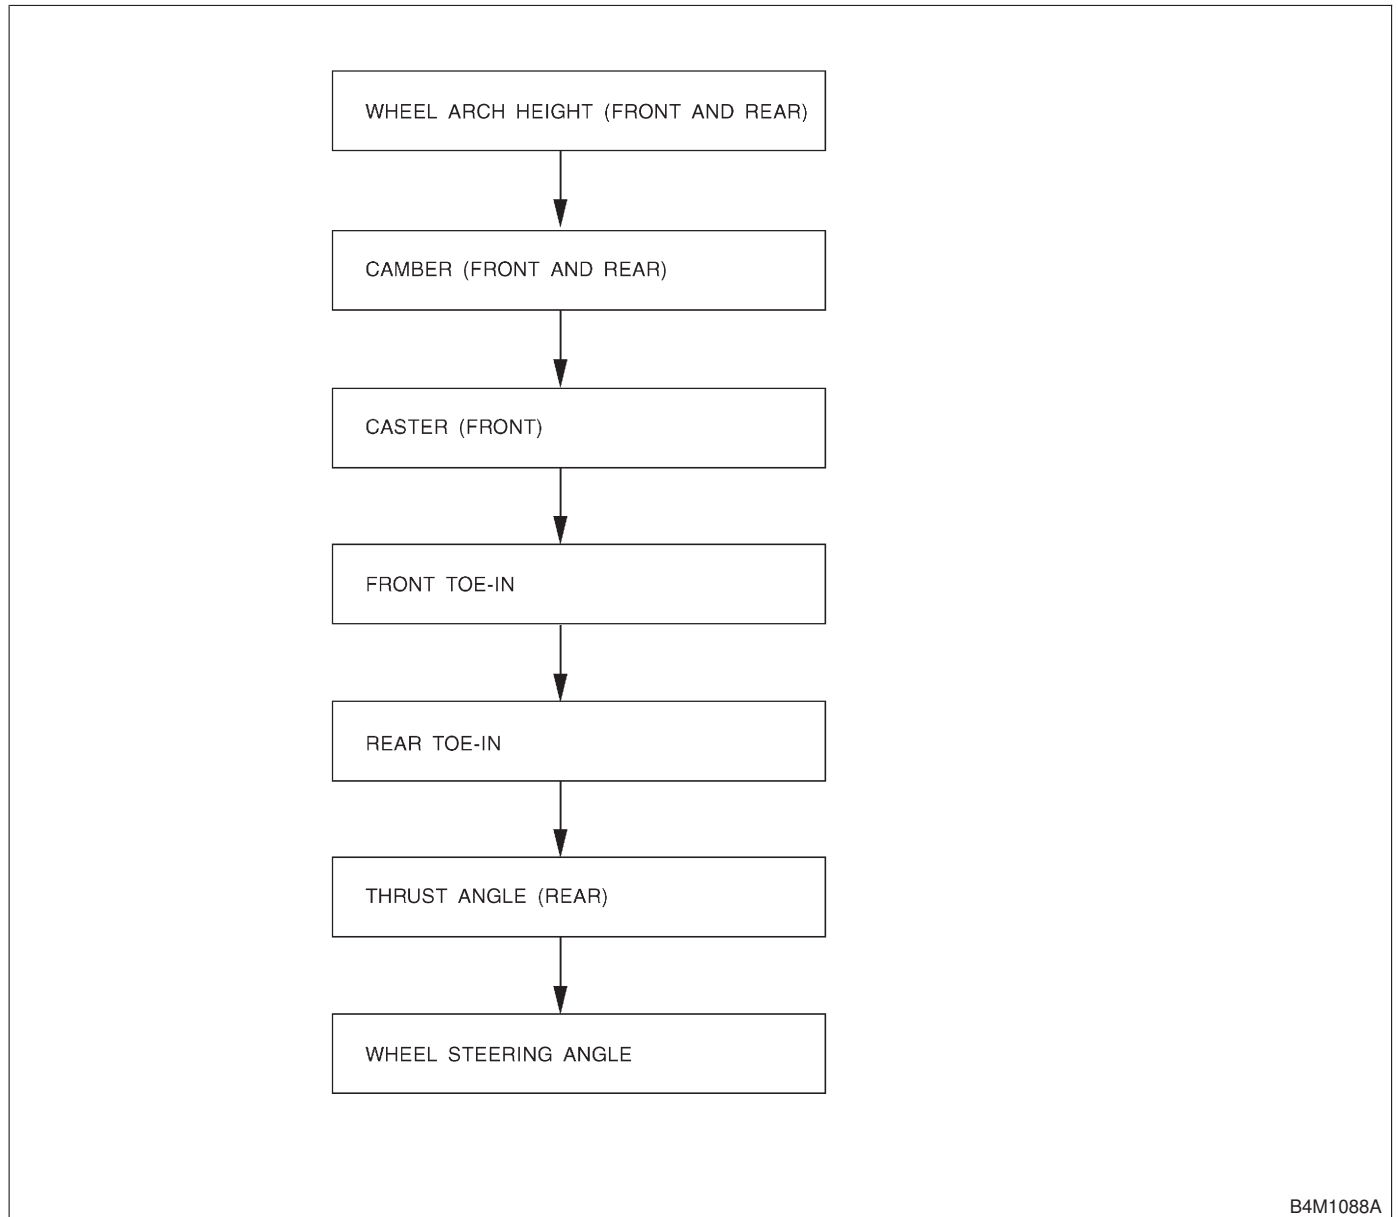 WHEEL ARCH HEIGHT (FRONT AND REAR)
CAMBER (FRONT AND REAR)
CASTER (FRONT)
FRONT TOE-IN
REAR TOE-IN
THRUST ANGLE (REAR)
WHEEL STEERING ANGLE
B4M1088A